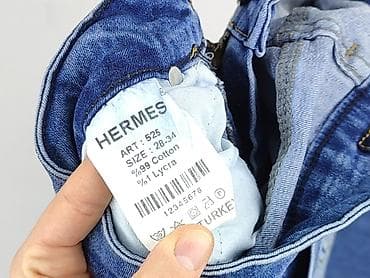 HERMES
ART : 525
SIZE : 28-34
%99 Cotton
%1 Lycra
12345678
TURKEY